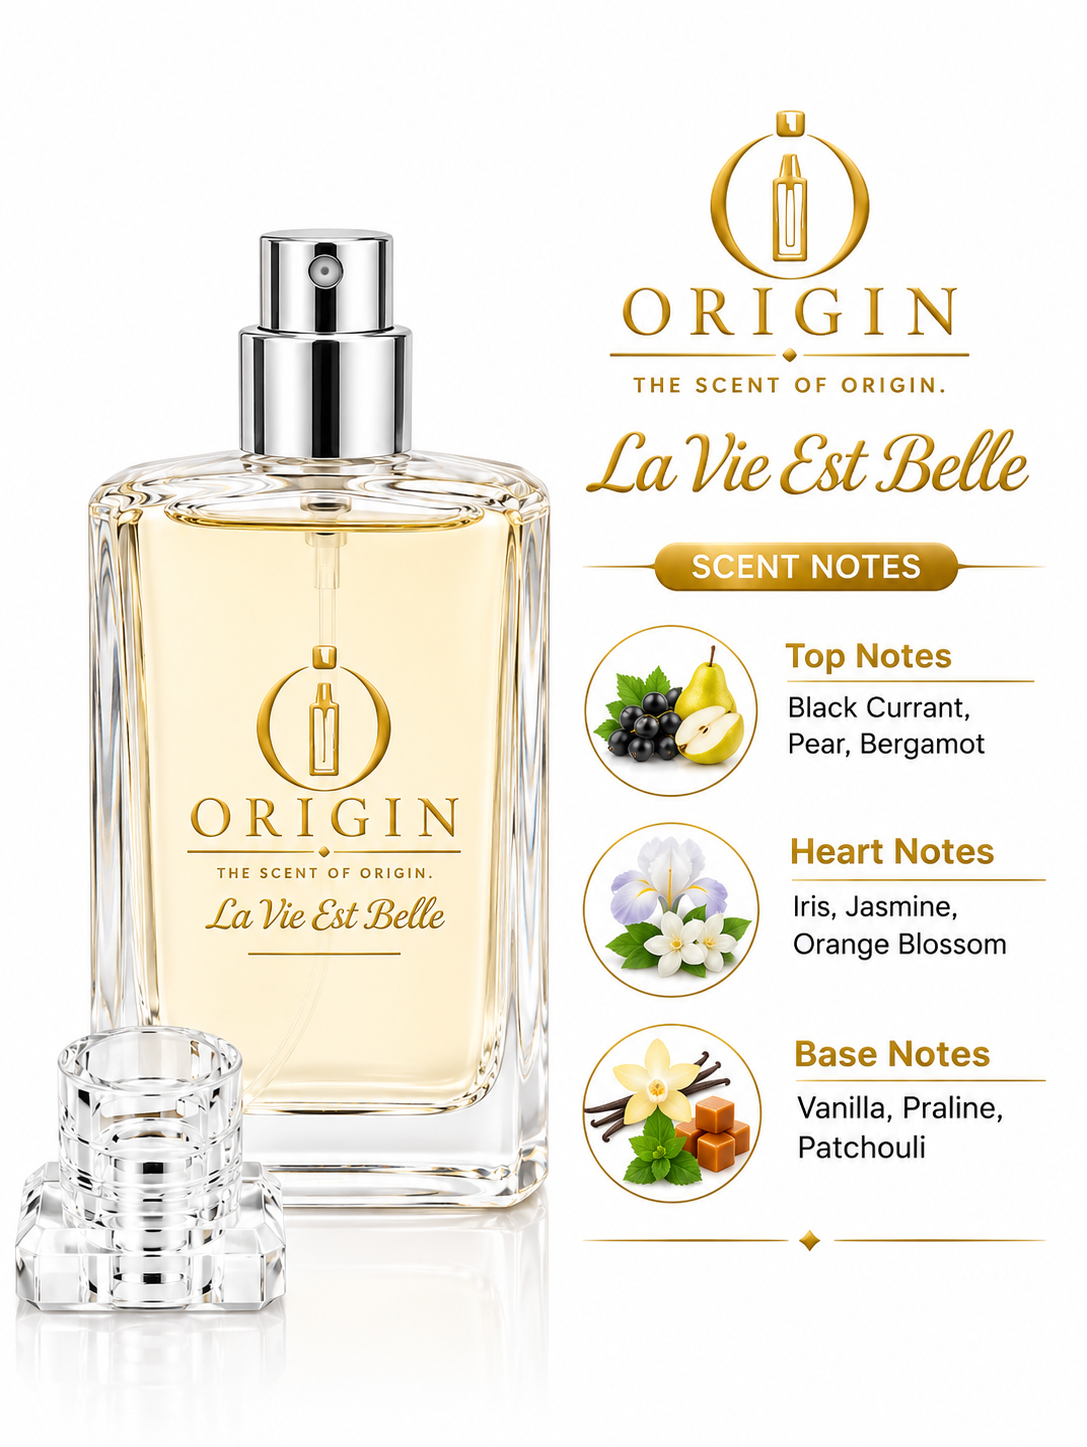 ORIGIN
THE SCENT OF ORIGIN.
La Vie Est Belle
SCENT NOTES
Top Notes
Black Currant,
Pear, Bergamot
Heart Notes
Iris, Jasmine,
Orange Blossom
Base Notes
Vanilla, Praline,
Patchouli
ORIGIN
THE SCENT OF ORIGIN.
La Vie Est Belle